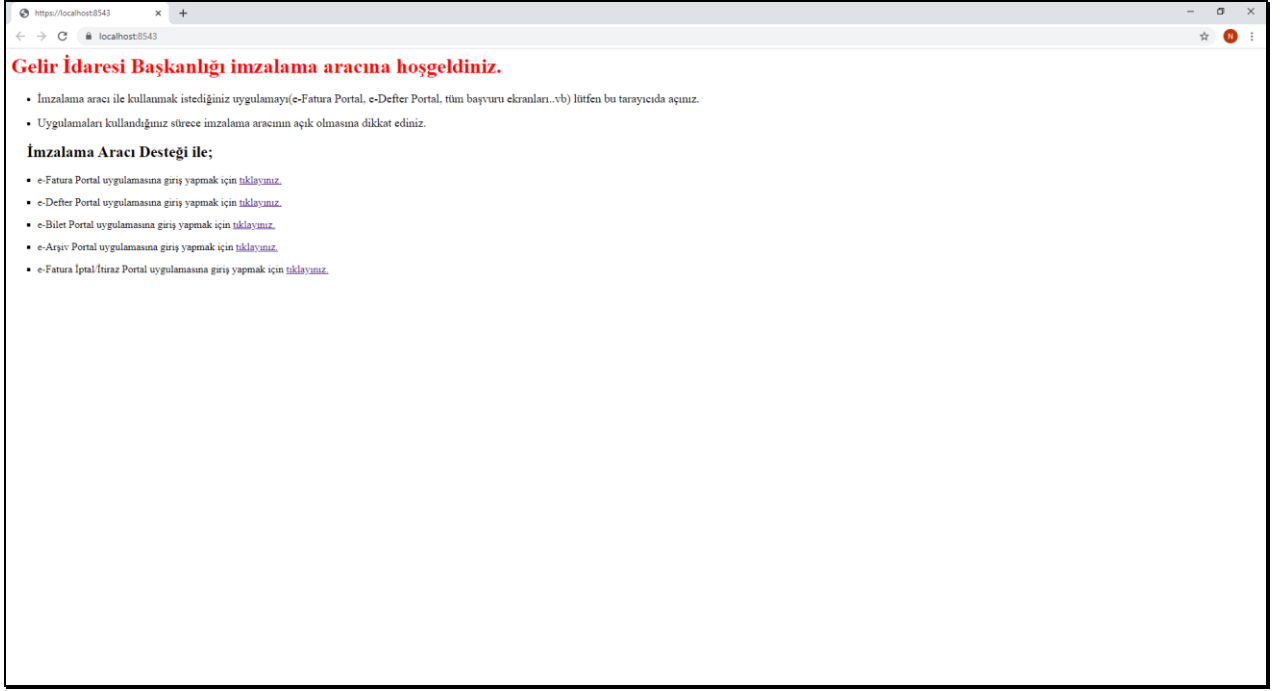 https://localhost:8543
localhost:8543
N
Gelir İdaresi Başkanlığı imzalama aracına hoşgeldiniz.
İmzalama aracı ile kullanmak istediğiniz uygulamayı(e-Fatura Portal, e-Defter Portal, tüm başvuru ekranları..vb) lütfen bu tarayıcıda açınız.
Uygulamaları kullandığınız sürece imzalama aracının açık olmasına dikkat ediniz.
İmzalama Aracı Desteği ile;
e-Fatura Portal uygulamasına giriş yapmak için tıklayınız.
e-Defter Portal uygulamasına giriş yapmak için tıklayınız.
e-Bilet Portal uygulamasına giriş yapmak için tıklayınız.
e-Arşiv Portal uygulamasına giriş yapmak için tıklayınız.
e-Fatura İptal/İtiraz Portal uygulamasına giriş yapmak için tıklayınız.